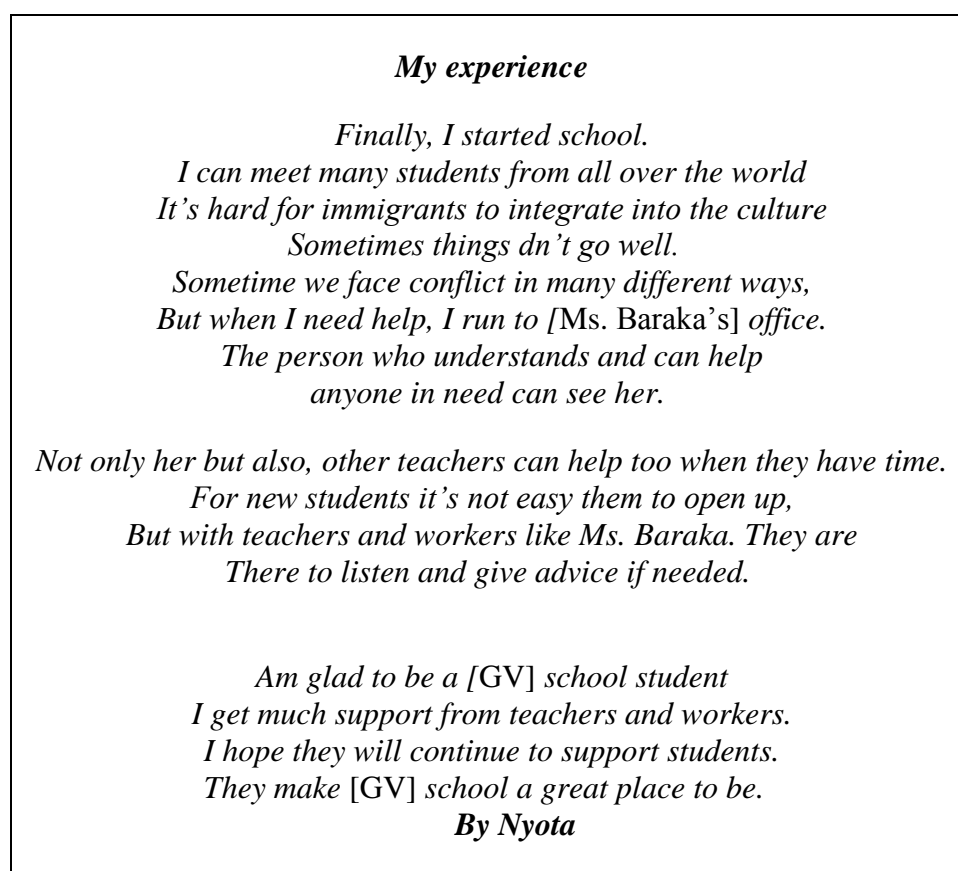 My experience
Finally, I started school.
I can meet many students from all over the world
It's hard for immigrants to integrate into the culture
Sometimes things dn't go well.
Sometime we face conflict in many different ways,
But when I need help, I run to [Ms. Baraka's] office.
The person who understands and can help
anyone in need can see her.
Not only her but also, other teachers can help too when they have time.
For new students it's not easy them to open up,
But with teachers and workers like Ms. Baraka. They are
There to listen and give advice if needed.
Am glad to be a [GV] school student
I get much support from teachers and workers.
I hope they will continue to support students.
They make [GV] school a great place to be.
By Nyota